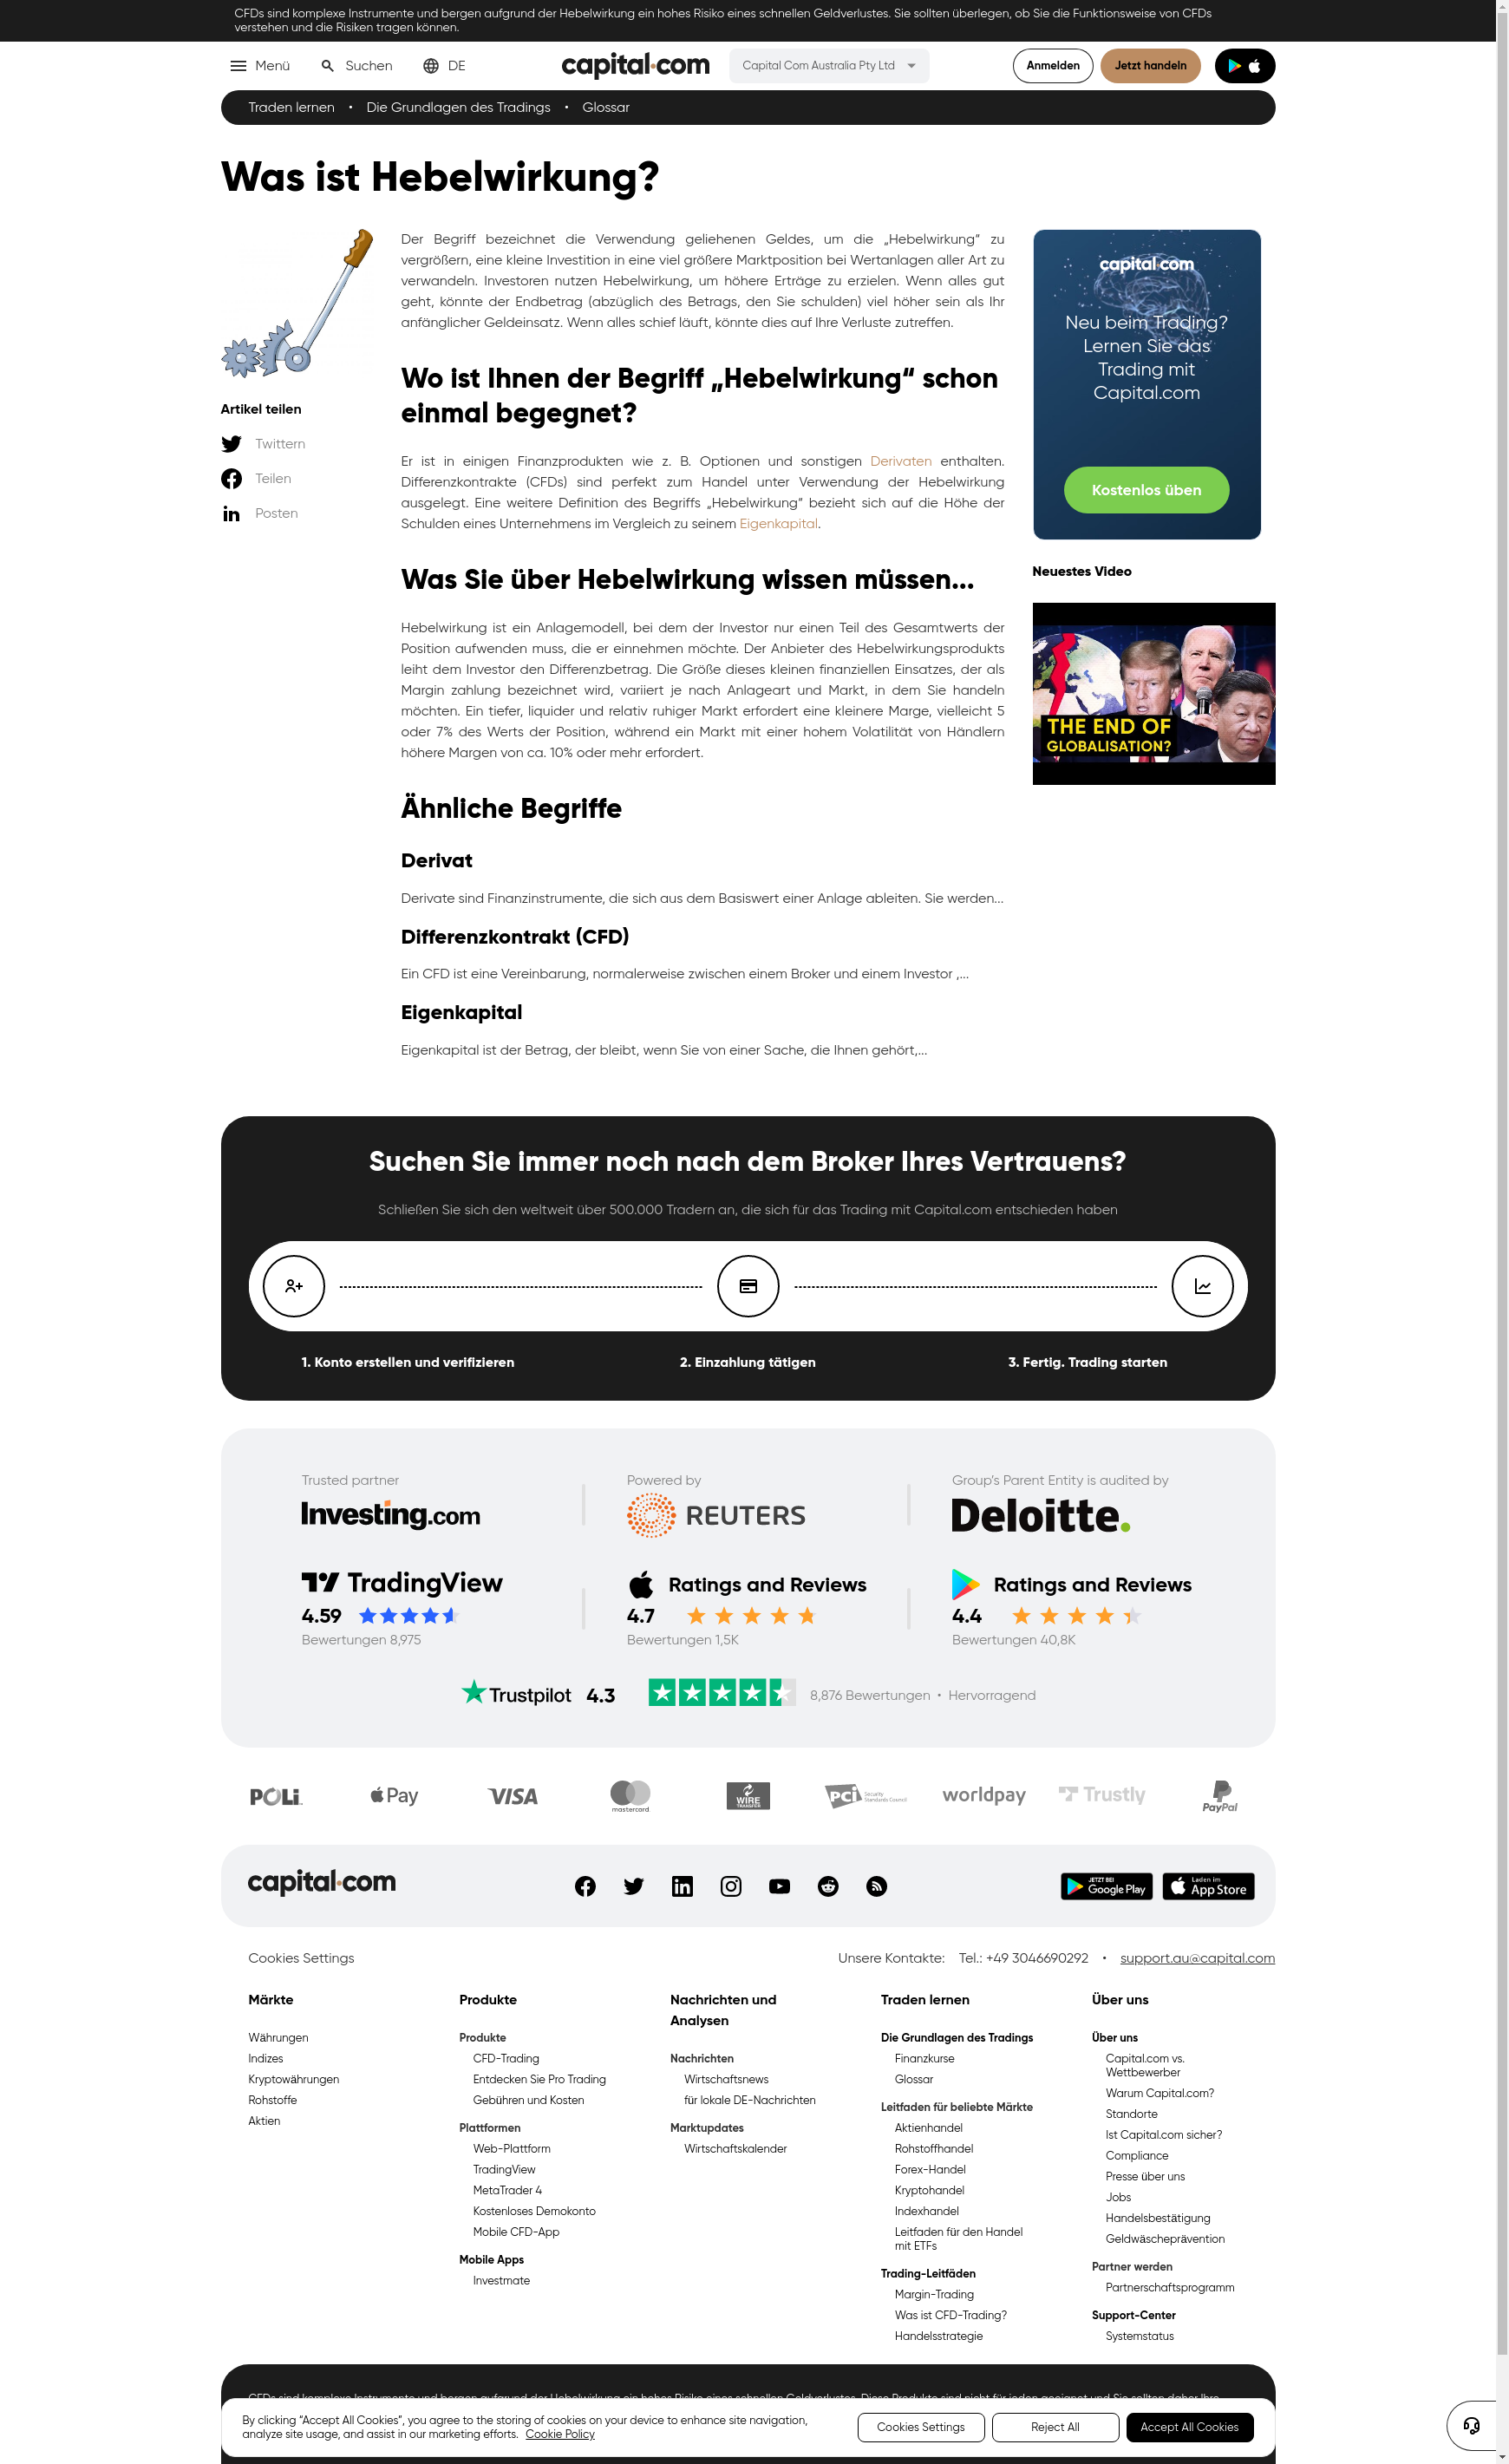 CFDs sind komplexe Instrumente und bergen aufgrund der Hebelwirkung ein hohes Risiko eines schnellen Geldverlustes. Sie sollten überlegen, ob Sie die Funktionsweise von CFDs
verstehen und die Risiken tragen können.
Menü
Suchen
DE
capital.com
Capital Com Australia Pty Ltd
Anmelden
Jetzt handeln
Traden lernen • Die Grundlagen des Tradings • Glossar
Was ist Hebelwirkung?
Artikel teilen
Twittern
Teilen
Posten
Der Begriff bezeichnet die Verwendung geliehenen Geldes, um die „Hebelwirkung“ zu
vergrößern, eine kleine Investition in eine viel größere Marktposition bei Wertanlagen aller Art zu
verwandeln. Investoren nutzen Hebelwirkung, um höhere Erträge zu erzielen. Wenn alles gut
geht, könnte der Endbetrag (abzüglich des Betrags, den Sie schulden) viel höher sein als Ihr
anfänglicher Geldeinsatz. Wenn alles schief läuft, könnte dies auf Ihre Verluste zutreffen.
Wo ist Ihnen der Begriff „Hebelwirkung“ schon
einmal begegnet?
Er ist in einigen Finanzprodukten wie z. B. Optionen und sonstigen Derivaten enthalten.
Differenzkontrakte (CFDs) sind perfekt zum Handel unter Verwendung der Hebelwirkung
ausgelegt. Eine weitere Definition des Begriffs „Hebelwirkung“ bezieht sich auf die Höhe der
Schulden eines Unternehmens im Vergleich zu seinem Eigenkapital.
Was Sie über Hebelwirkung wissen müssen...
Hebelwirkung ist ein Anlagemodell, bei dem der Investor nur einen Teil des Gesamtwerts der
Position aufwenden muss, die er einnehmen möchte. Der Anbieter des Hebelwirkungsprodukts
leiht dem Investor den Differenzbetrag. Die Größe dieses kleinen finanziellen Einsatzes, der als
Margin zahlung bezeichnet wird, variiert je nach Anlageart und Markt, in dem Sie handeln
möchten. Ein tiefer, liquider und relativ ruhiger Markt erfordert eine kleinere Marge, vielleicht 5
oder 7% des Werts der Position, während ein Markt mit einer hohem Volatilität von Händlern
höhere Margen von ca. 10% oder mehr erfordert.
Ähnliche Begriffe
Derivat
Derivate sind Finanzinstrumente, die sich aus dem Basiswert einer Anlage ableiten. Sie werden...
Differenzkontrakt (CFD)
Ein CFD ist eine Vereinbarung, normalerweise zwischen einem Broker und einem Investor ,...
Eigenkapital
Eigenkapital ist der Betrag, der bleibt, wenn Sie von einer Sache, die Ihnen gehört,...
capital.com
Neu beim Trading?
Lernen Sie das
Trading mit
Capital.com
Kostenlos üben
Neuestes Video
THE END OF
GLOBALISATION?
Suchen Sie immer noch nach dem Broker Ihres Vertrauens?
Schließen Sie sich den weltweit über 500.000 Tradern an, die sich für das Trading mit Capital.com entschieden haben
1. Konto erstellen und verifizieren
2. Einzahlung tätigen
3. Fertig. Trading starten
Trusted partner
Investing.com
Powered by
REUTERS
Group's Parent Entity is audited by
Deloitte.
TradingView
4.59
Bewertungen 8,975
Ratings and Reviews
4.7
Bewertungen 1,5K
Ratings and Reviews
4.4
Bewertungen 40,8K
Trustpilot 4.3
8,876 Bewertungen • Hervorragend
POLi
Pay
VISA
mastercard
WIRE
TRANSFER
PCi
Security
Standards Council
worldpay
Trustly
PayPal
capital.com
JETZT BEI
Google Play
Laden im
App Store
Cookies Settings
Unsere Kontakte: Tel.: +49 3046690292 • support.au@capital.com
Märkte
Währungen
Indizes
Kryptowährungen
Rohstoffe
Aktien
Produkte
Produkte
CFD-Trading
Entdecken Sie Pro Trading
Gebühren und Kosten
Plattformen
Web-Plattform
TradingView
MetaTrader 4
Kostenloses Demokonto
Mobile CFD-App
Mobile Apps
Investmate
Nachrichten und
Analysen
Nachrichten
Wirtschaftsnews
für lokale DE-Nachrichten
Marktupdates
Wirtschaftskalender
Traden lernen
Die Grundlagen des Tradings
Finanzkurse
Glossar
Leitfaden für beliebte Märkte
Aktienhandel
Rohstoffhandel
Forex-Handel
Kryptohandel
Indexhandel
Leitfaden für den Handel
mit ETFs
Trading-Leitfäden
Margin-Trading
Was ist CFD-Trading?
Handelsstrategie
Über uns
Über uns
Capital.com vs.
Wettbewerber
Warum Capital.com?
Standorte
Ist Capital.com sicher?
Compliance
Presse über uns
Jobs
Handelsbestätigung
Geldwäscheprävention
Partner werden
Partnerschaftsprogramm
Support-Center
Systemstatus
CFDs sind komplexe Instrumente und bergen aufgrund der Hebelwirkung ein hohes Risiko eines schnellen Geldverlustes. Diese Produkte sind nicht für jeden geeignet und Sie sollten daher Ihre
By clicking “Accept All Cookies”, you agree to the storing of cookies on your device to enhance site navigation,
analyze site usage, and assist in our marketing efforts. Cookie Policy
Cookies Settings
Reject All
Accept All Cookies